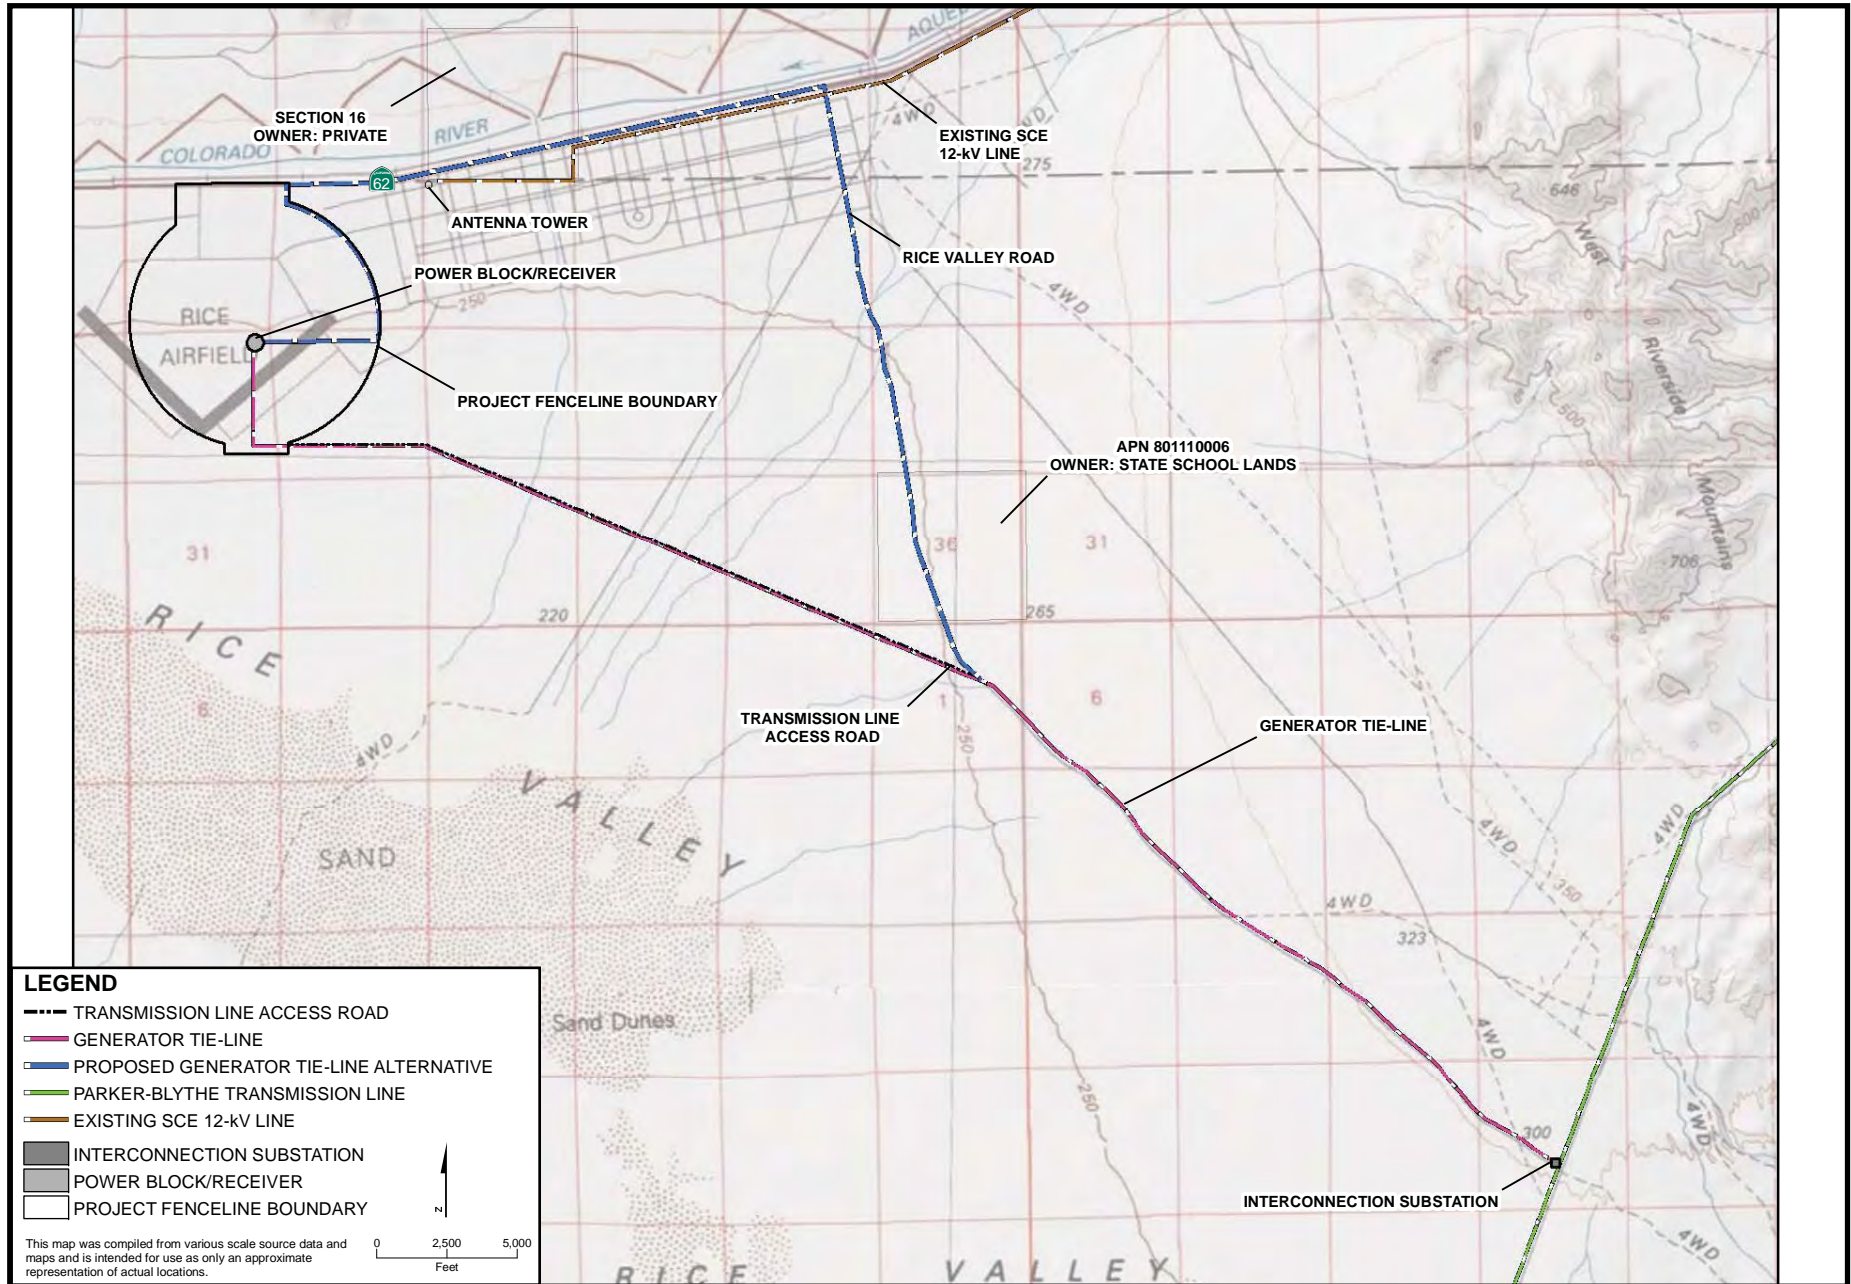 AQUED
SECTION 16
OWNER: PRIVATE
RIVER
COLORADO
4WD
EXISTING SCE
12-kV LINE
275
62
646
ANTENNA TOWER
West
500
RICE VALLEY ROAD
POWER BLOCK/RECEIVER
4WD
250
RICE
AIRFIELD
Riverside
PROJECT FENCELINE BOUNDARY
500
APN 801110006
OWNER: STATE SCHOOL LANDS
Mountains
31
36
31
706
220
265
RICE
6
1
6
TRANSMISSION LINE
ACCESS ROAD
GENERATOR TIE-LINE
250
4WD
VALLEY
4WD
4WD
SAND
350
4WD
323
Sand Dunes
4WD
250
4WD
300
INTERCONNECTION SUBSTATION
4WD
RICE VALLEY
LEGEND
TRANSMISSION LINE ACCESS ROAD
GENERATOR TIE-LINE
PROPOSED GENERATOR TIE-LINE ALTERNATIVE
PARKER-BLYTHE TRANSMISSION LINE
EXISTING SCE 12-kV LINE
INTERCONNECTION SUBSTATION
POWER BLOCK/RECEIVER
PROJECT FENCELINE BOUNDARY
N
This map was compiled from various scale source data and
maps and is intended for use as only an approximate
representation of actual locations.
0 2,500 5,000
Feet